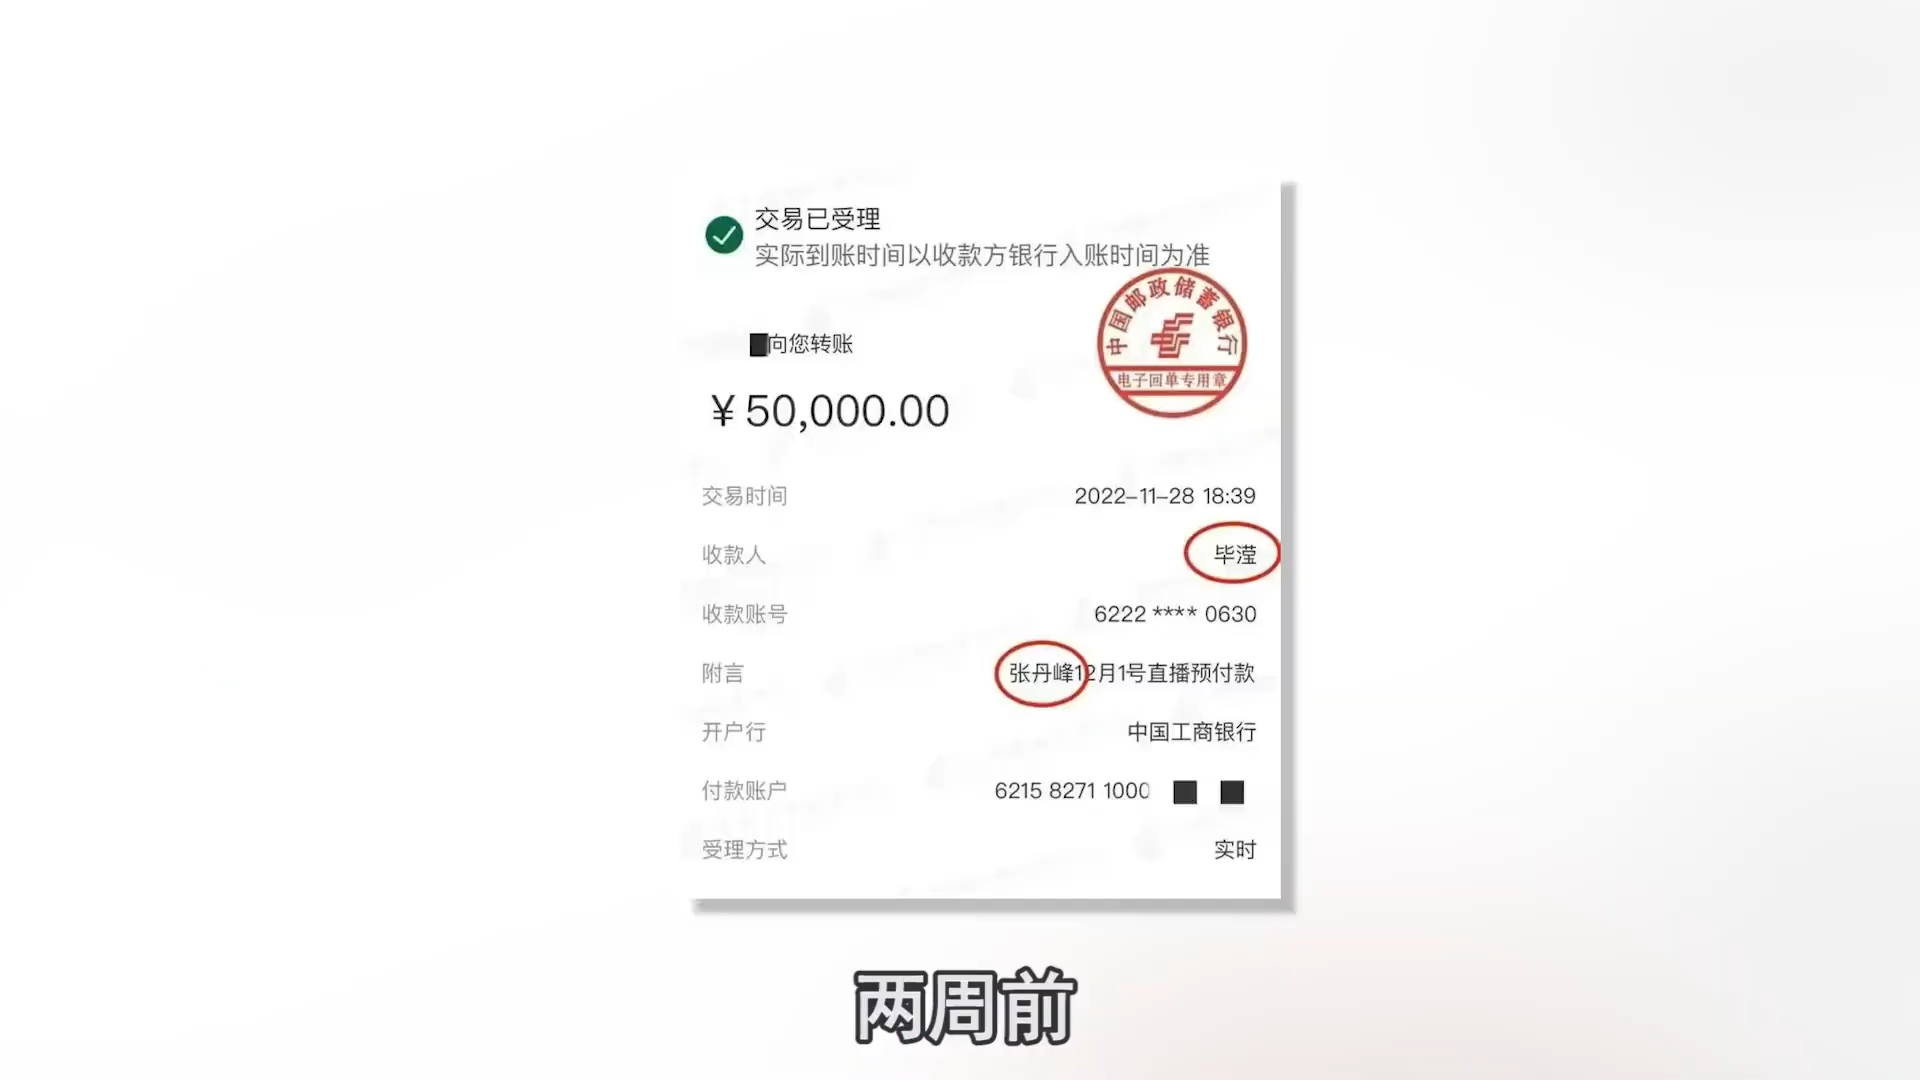 交易已受理
实际到账时间以收款方银行入账时间为准
中国邮政储蓄银行
电子回单专用章
向您转账
¥50,000.00
交易时间 2022-11-28 18:39
收款人 毕滢
收款账号 6222 **** 0630
附言 张丹峰12月1号直播预付款
开户行 中国工商银行
付款账户 6215 8271 1000
受理方式 实时
两周前